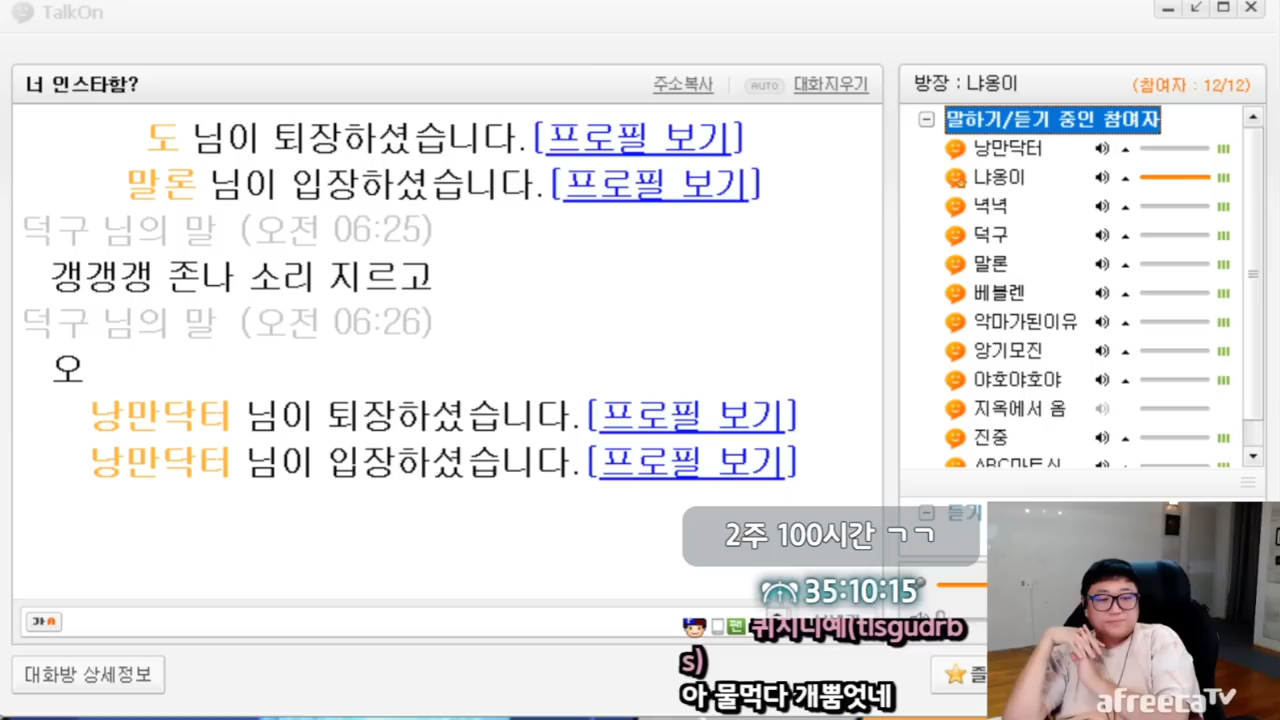 TalkOn
너 인스타함?
주소복사
AUTO
대화지우기
도 님이 퇴장하셨습니다.[프로필 보기]
말론 님이 입장하셨습니다.[프로필 보기]
덕구 님의 말 (오전 06:25)
갱갱갱 존나 소리 지르고
덕구 님의 말 (오전 06:26)
오
낭만닥터 님이 퇴장하셨습니다.[프로필 보기]
낭만닥터 님이 입장하셨습니다.[프로필 보기]
가
대화방 상세정보
방장 : 냐옹이
(참여자 : 12/12)
말하기/듣기 중인 참여자
낭만닥터
냐옹이
녁녁
덕구
말론
베블렌
악마가된이유
앙기모진
야호야호야
지옥에서 옴
진중
듣기
2주 100시간 ㄱㄱ
35:10:15
팬 퀴지니예(tlsgudrb
s)
아 물먹다 개뿜엇네
즐
afreecaTV